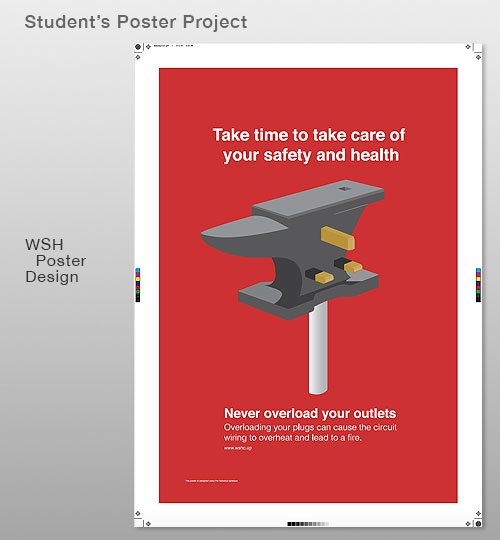 Student's Poster Project
Take time to take care of
your safety and health
WSH
Poster
Design
Never overload your outlets
Overloading your plugs can cause the circuit
wiring to overheat and lead to a fire.
www.wshc.sg